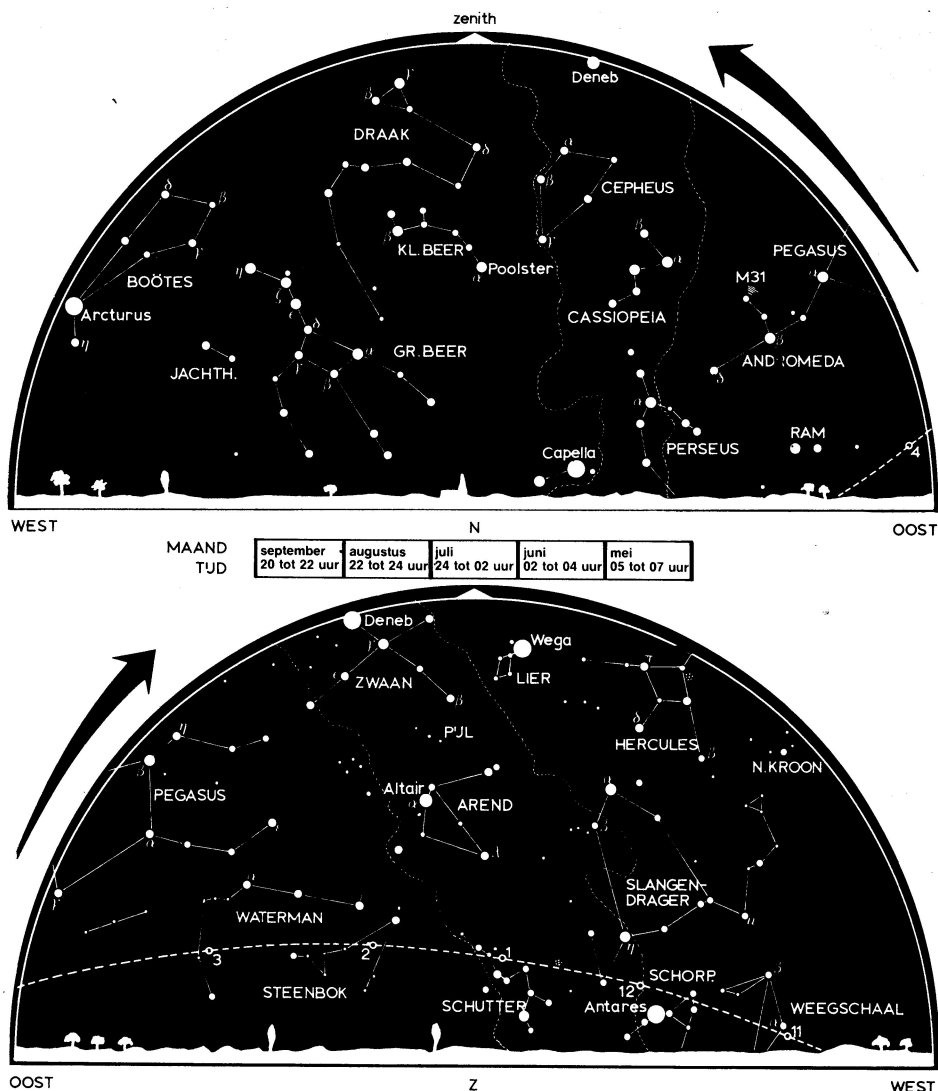 zenith
Deneb
γ
β
DRAAK
δ
α
β
CEPHEUS
γ
δ
β
γ
BOÖTES
Arcturus
η
β
KL.BEER
α
Poolster
η
ζ
ε
δ
γ
α
β
GR. BEER
JACHTH.
β
α
CASSIOPEIA
PEGASUS
α
M31
β
ANDROMEDA
δ
α
PERSEUS
RAM
4
Capella
WEST
N
OOST
MAAND
TIJD
september
20 tot 22 uur
augustus
22 tot 24 uur
juli
24 tot 02 uur
juni
02 tot 04 uur
mei
05 tot 07 uur
Deneb
γ
ε
ZWAAN
β
Wega
LIER
PIJL
π
δ
β
HERCULES
N. KROON
η
β
PEGASUS
α
γ
ε
Altair
α
AREND
λ
α
β
SLANGEN-
DRAGER
η
α
WATERMAN
3
2
STEENBOK
1
SCHUTTER
12
SCHORP.
Antares
β
WEEGSCHAAL
α
11
OOST
Z
WEST